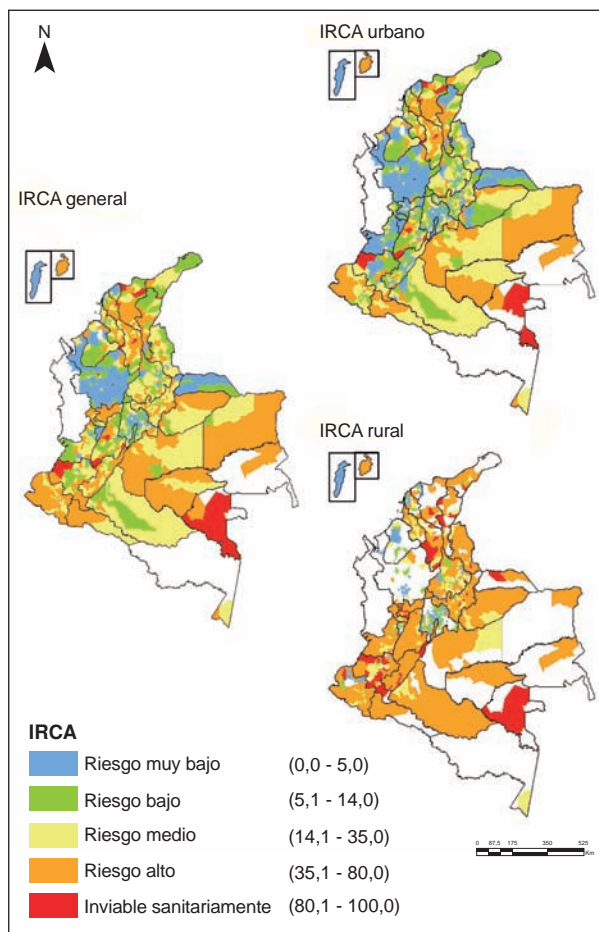 N
IRCA urbano
IRCA general
IRCA rural
IRCA
Riesgo muy bajo (0,0 - 5,0)
Riesgo bajo (5,1 - 14,0)
Riesgo medio (14,1 - 35,0)
Riesgo alto (35,1 - 80,0)
Inviable sanitariamente (80,1 - 100,0)
0 87,5 175 350 525
Km